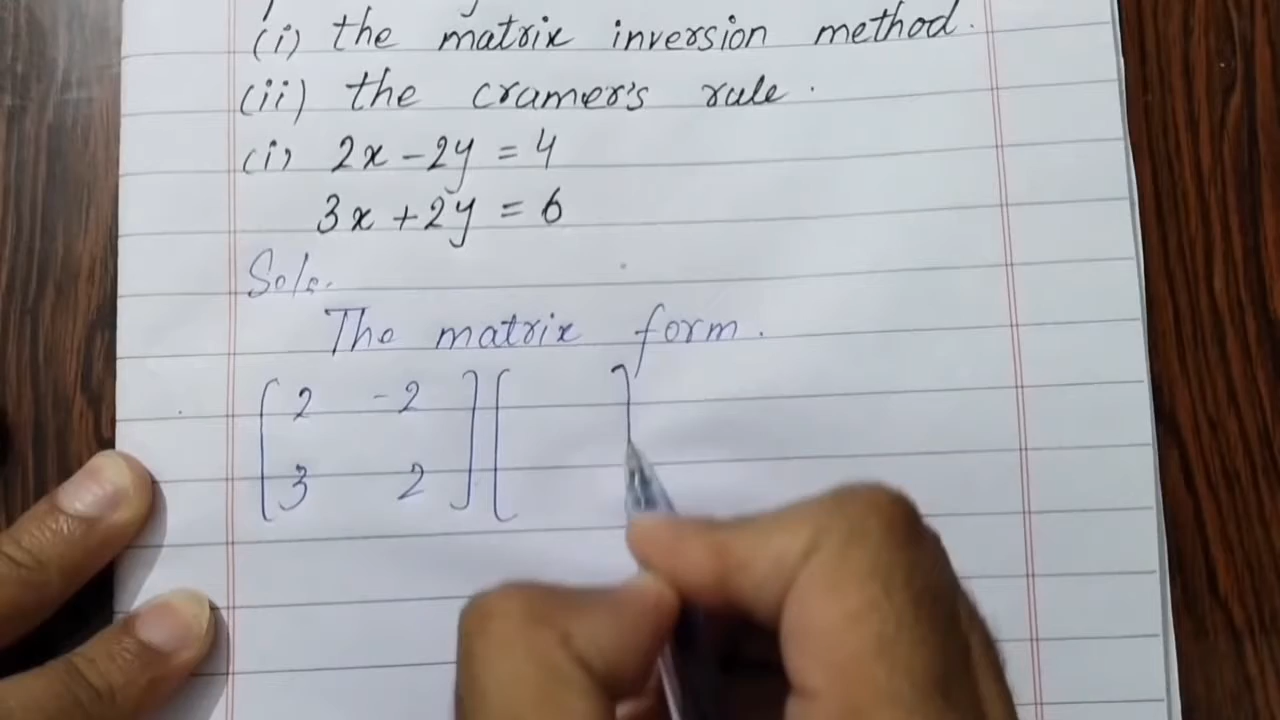 (i) the matrix inversion method.
(ii) the cramer's rule.
(i) 2x - 2y = 4
3x + 2y = 6
Solo.
The matrix form.
[2 -2] [ ]
[3 2]